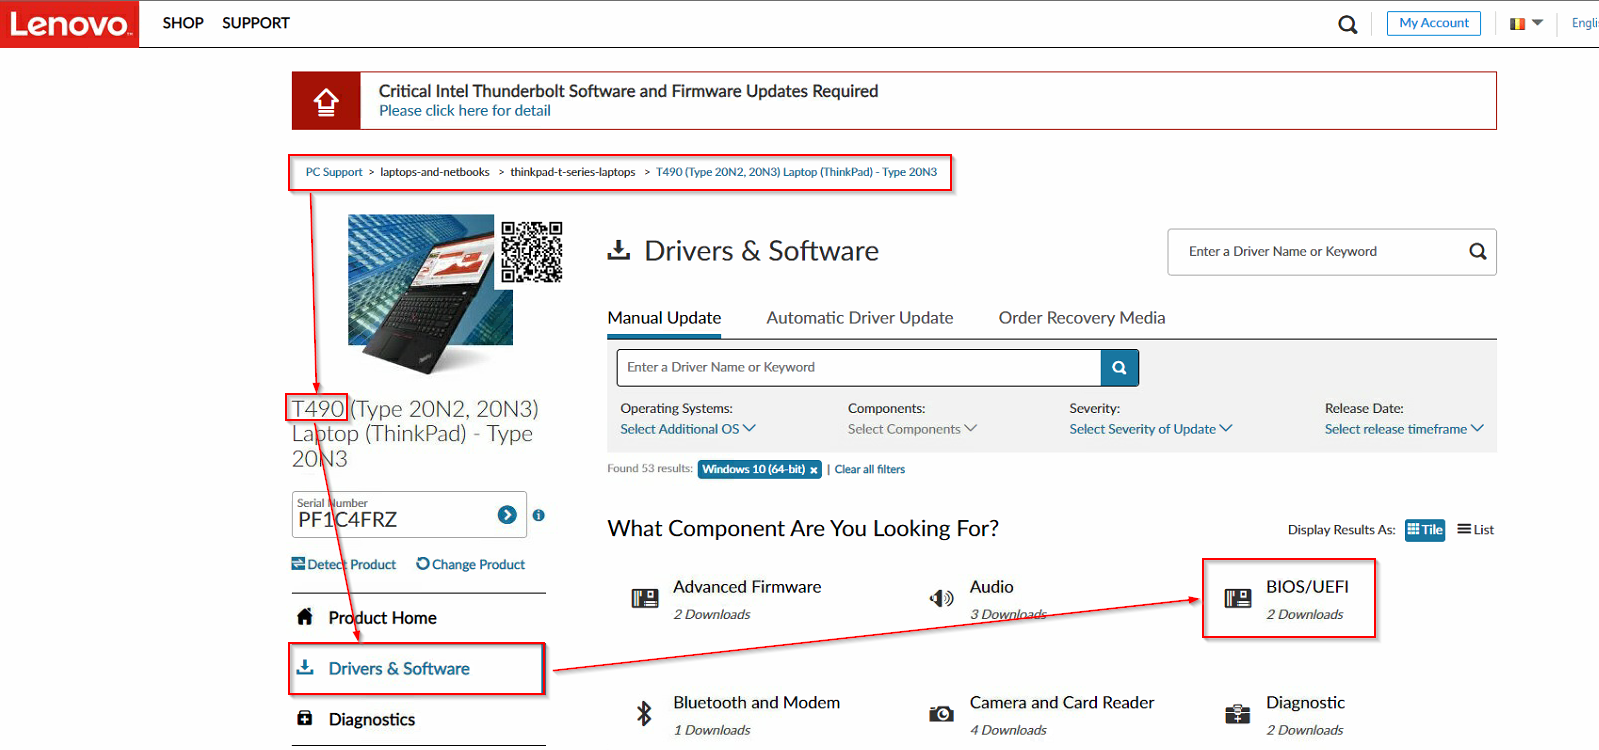 Lenovo
SHOP SUPPORT
My Account
Critical Intel Thunderbolt Software and Firmware Updates Required
Please click here for detail
PC Support > laptops-and-netbooks > thinkpad-t-series-laptops > T490 (Type 20N2, 20N3) Laptop (ThinkPad) - Type 20N3
Drivers & Software
Enter a Driver Name or Keyword
Manual Update Automatic Driver Update Order Recovery Media
Enter a Driver Name or Keyword
Operating Systems: Components: Severity: Release Date:
Select Additional OS Select Components Select Severity of Update Select release timeframe
Found 53 results: Windows 10 (64-bit) x | Clear all filters
T490 (Type 20N2, 20N3)
Laptop (ThinkPad) - Type
20N3
Serial Number
PF1C4FRZ
Detect Product Change Product
Product Home
Drivers & Software
Diagnostics
What Component Are You Looking For?
Display Results As: Tile List
Advanced Firmware
2 Downloads
Audio
3 Downloads
BIOS/UEFI
2 Downloads
Bluetooth and Modem
1 Downloads
Camera and Card Reader
4 Downloads
Diagnostic
2 Downloads